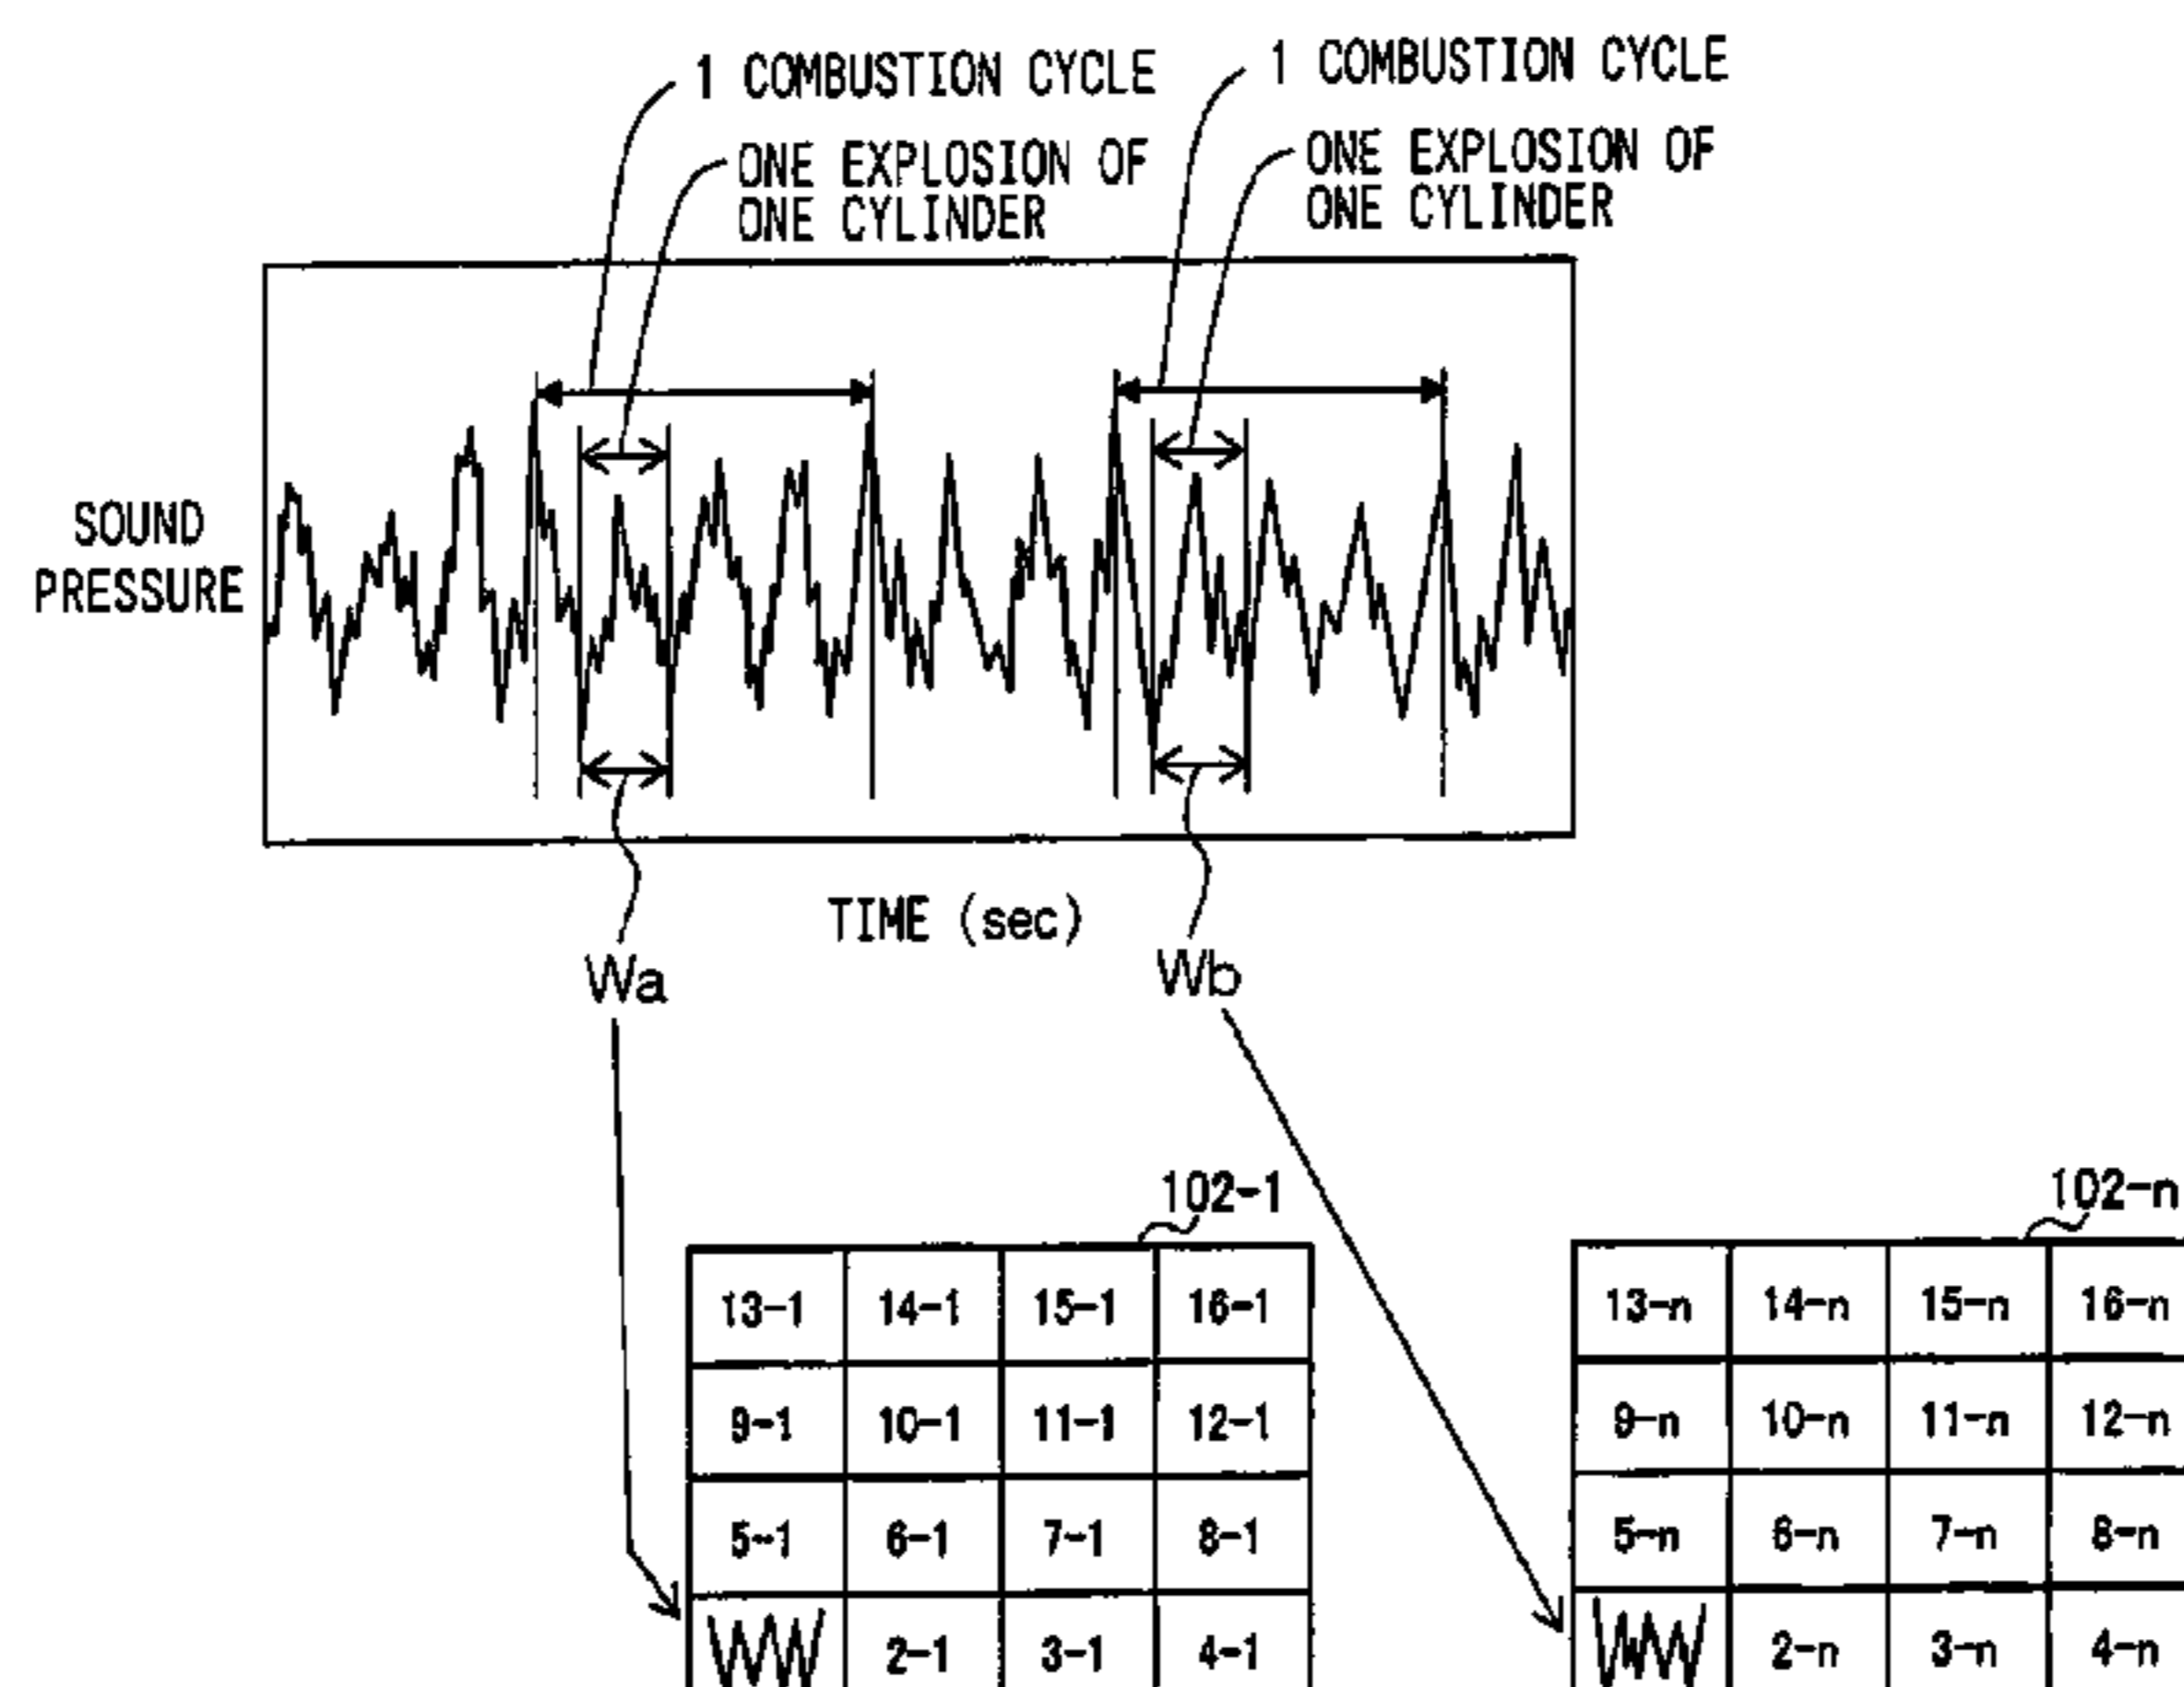 1 COMBUSTION CYCLE
1 COMBUSTION CYCLE
ONE EXPLOSION OF
ONE CYLINDER
ONE EXPLOSION OF
ONE CYLINDER
SOUND
PRESSURE
TIME (sec)
Wa
Wb
102-1
13-1 14-1 15-1 16-1
9-1 10-1 11-1 12-1
5-1 6-1 7-1 8-1
2-1 3-1 4-1
102-n
13-n 14-n 15-n 16-n
9-n 10-n 11-n 12-n
5-n 6-n 7-n 8-n
2-n 3-n 4-n